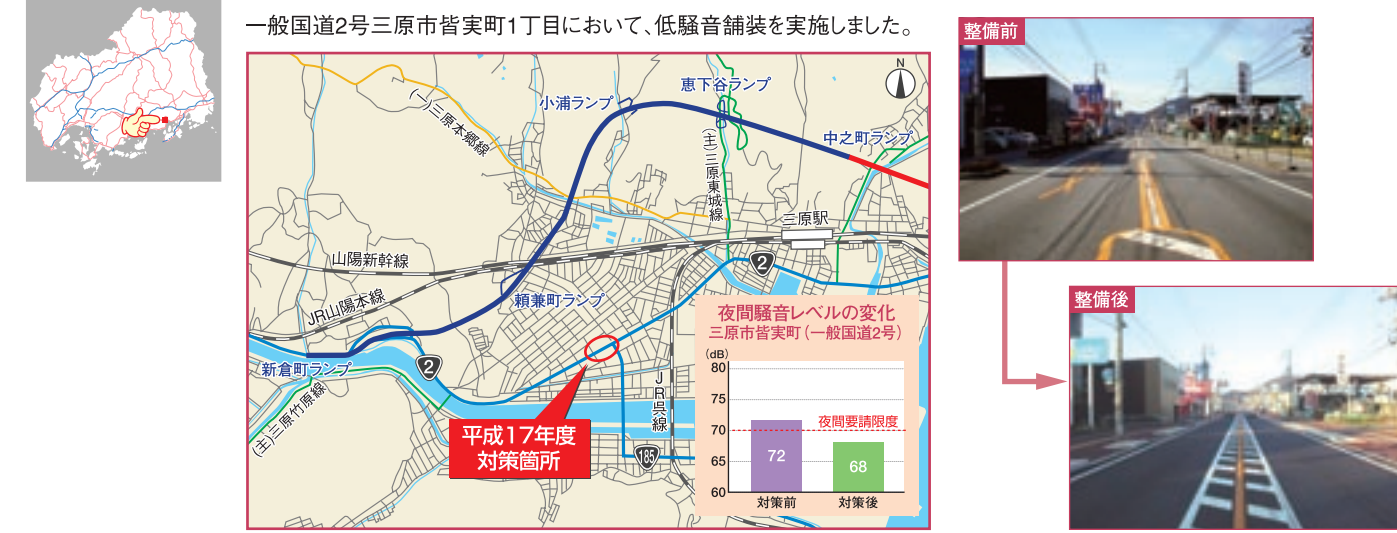 一般国道2号三原市皆実町1丁目において、低騒音舗装を実施しました。
N
恵下谷ランプ
小浦ランプ
(一)三原本郷線
(主)三原東城線
中之町ランプ
三原駅
山陽新幹線
2
JR山陽本線
頼兼町ランプ
新倉町ランプ
2
(主)三原竹原線
JR呉線
185
平成17年度
対策箇所
夜間騒音レベルの変化
三原市皆実町(一般国道2号)
(dB)
80
75
70
65
60
夜間要請限度
72
68
対策前
対策後
整備前
整備後